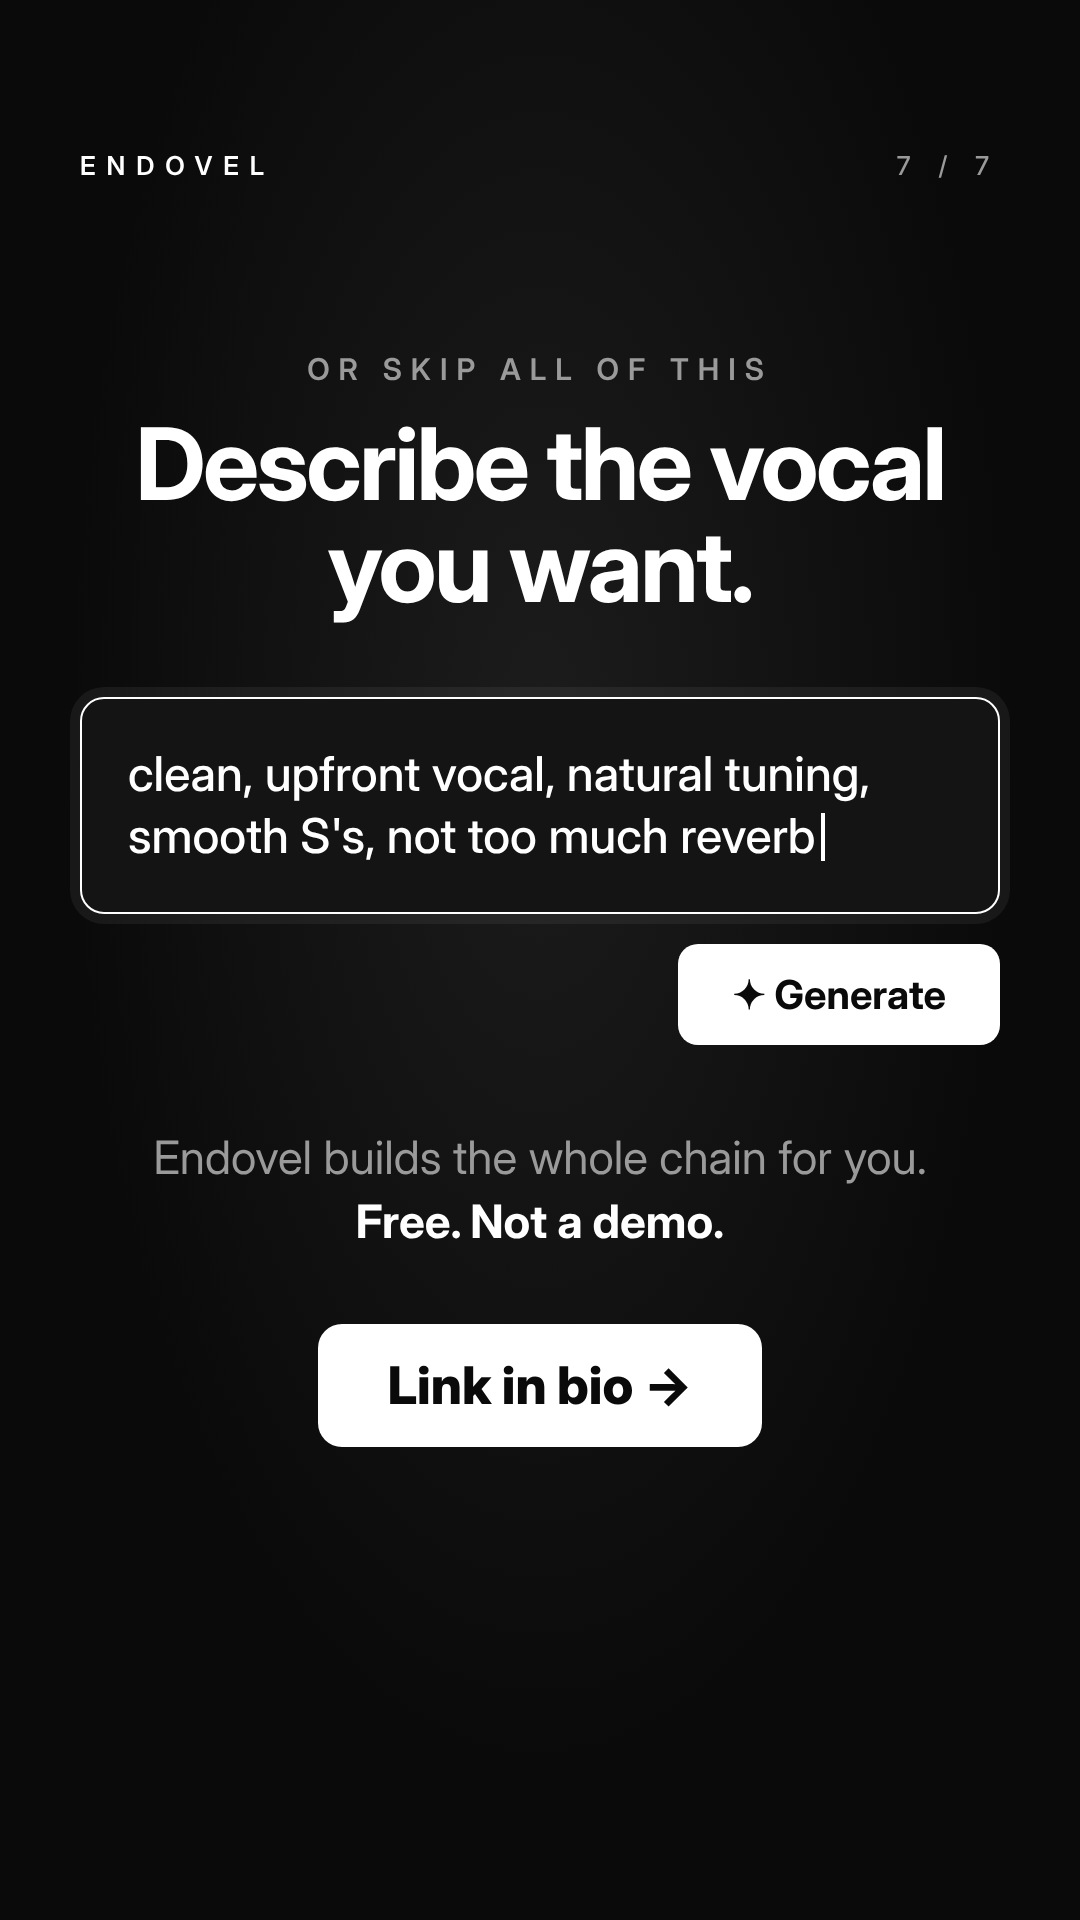 ENDOVEL
7 / 7
OR SKIP ALL OF THIS
Describe the vocal
you want.
clean, upfront vocal, natural tuning,
smooth S's, not too much reverb
✦ Generate
Endovel builds the whole chain for you.
Free. Not a demo.
Link in bio →